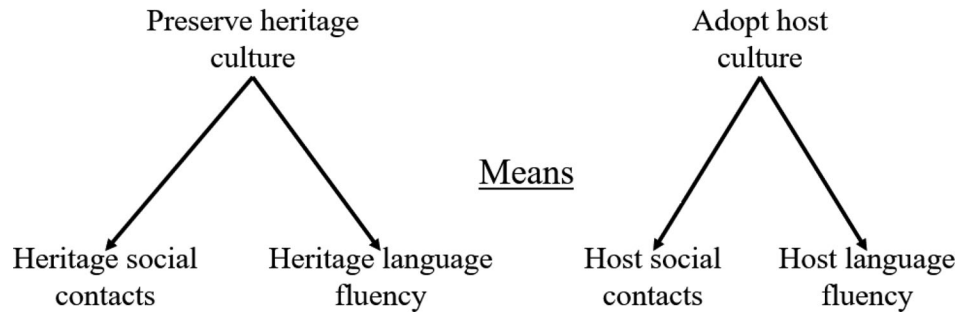 Preserve heritage
culture
Adopt host
culture
Means
Heritage social
contacts
Heritage language
fluency
Host social
contacts
Host language
fluency